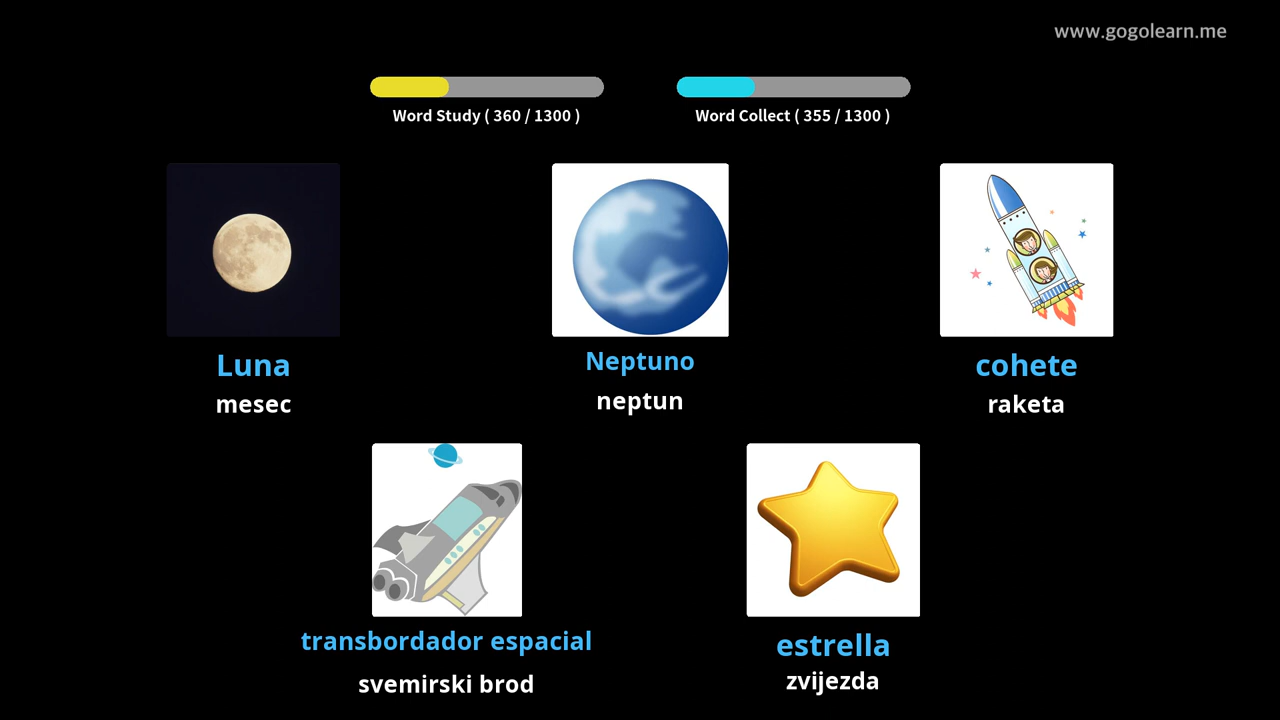 www.gogolearn.me
Word Study ( 360 / 1300 )
Word Collect ( 355 / 1300 )
Luna
mesec
Neptuno
neptun
cohete
raketa
transbordador espacial
svemirski brod
estrella
zvijezda